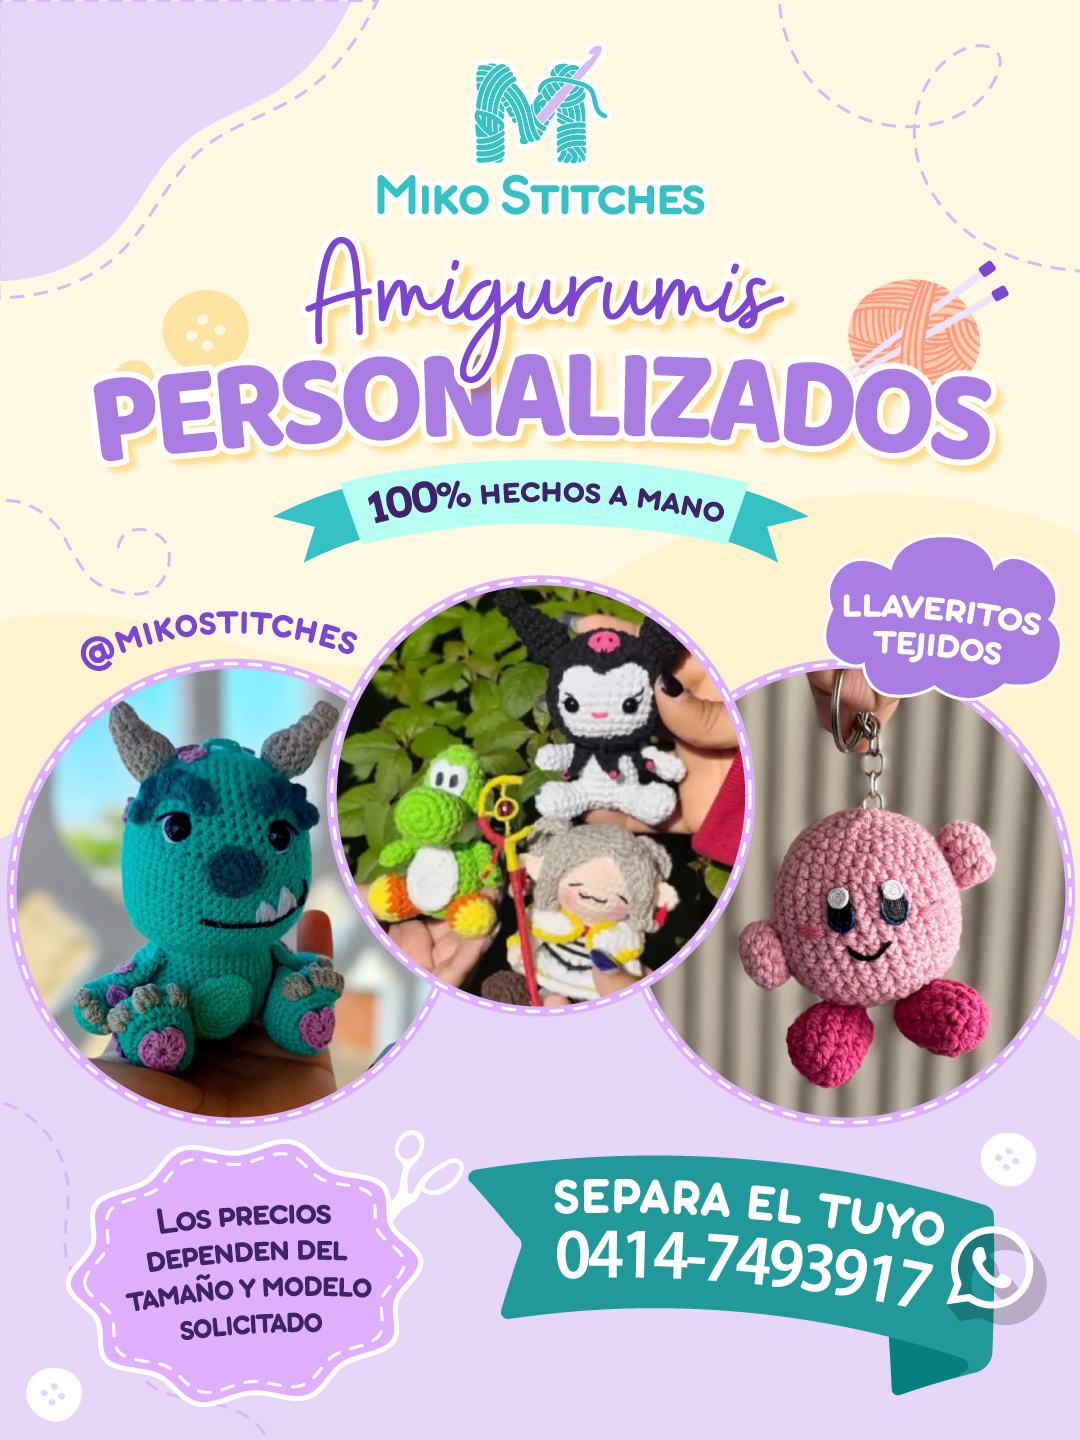 M
MIKO STITCHES
Amigurumis
PERSONALIZADOS
100% HECHOS A MANO
@MIKOSTITCHES
LLAVERITOS
TEJIDOS
LOS PRECIOS
DEPENDEN DEL
TAMAÑO Y MODELO
SOLICITADO
SEPARA EL TUYO
0414-7493917